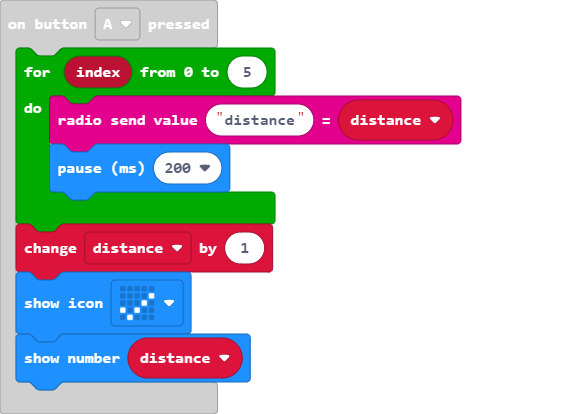 on button A pressed
for index from 0 to 5
do
radio send value "distance" = distance
pause (ms) 200
change distance by 1
show icon
show number distance